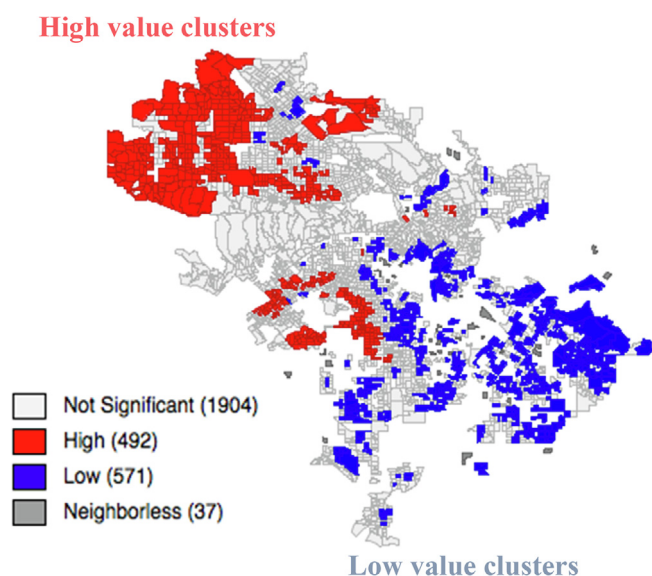 High value clusters
Not Significant (1904)
High (492)
Low (571)
Neighborless (37)
Low value clusters